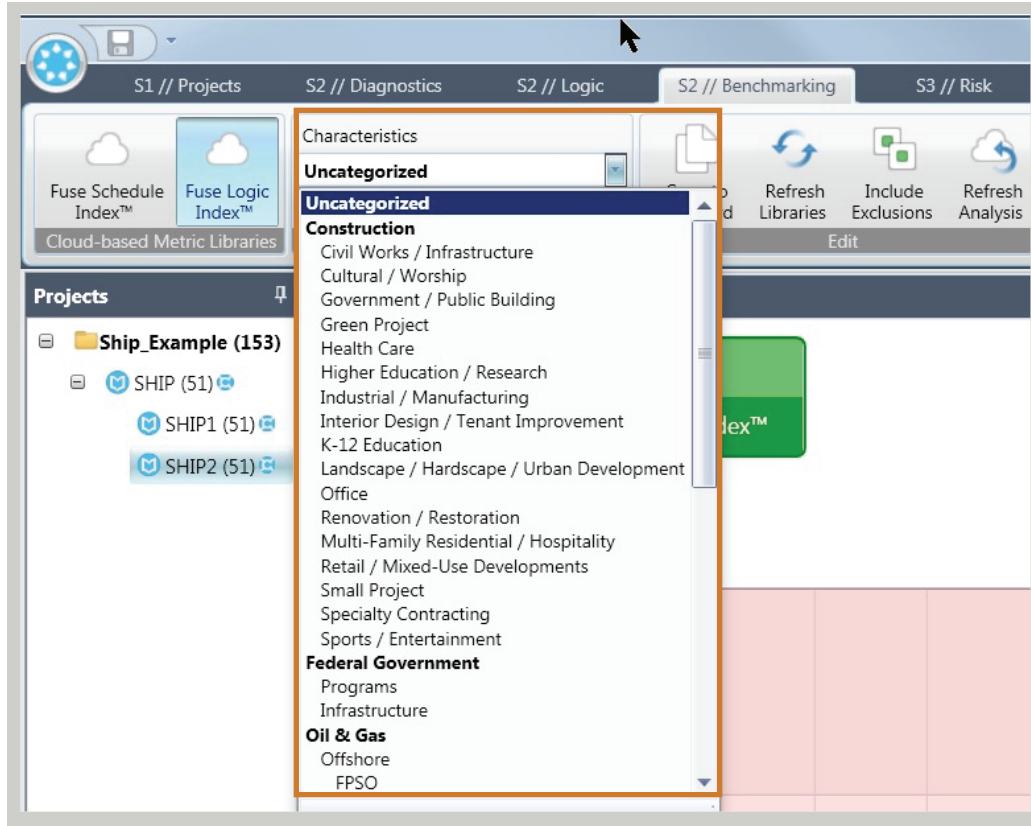 S1 // Projects
S2 // Diagnostics
S2 // Logic
S2 // Benchmarking
S3 // Risk
Fuse Schedule
Index™
Fuse Logic
Index™
Cloud-based Metric Libraries
Characteristics
Uncategorized
Refresh
Libraries
Include
Exclusions
Refresh
Analysis
Edit
Uncategorized
Construction
Civil Works / Infrastructure
Cultural / Worship
Government / Public Building
Green Project
Health Care
Higher Education / Research
Industrial / Manufacturing
Interior Design / Tenant Improvement
K-12 Education
Landscape / Hardscape / Urban Development
Office
Renovation / Restoration
Multi-Family Residential / Hospitality
Retail / Mixed-Use Developments
Small Project
Specialty Contracting
Sports / Entertainment
Federal Government
Programs
Infrastructure
Oil & Gas
Offshore
FPSO
Projects
Ship_Example (153)
SHIP (51)
SHIP1 (51)
SHIP2 (51)